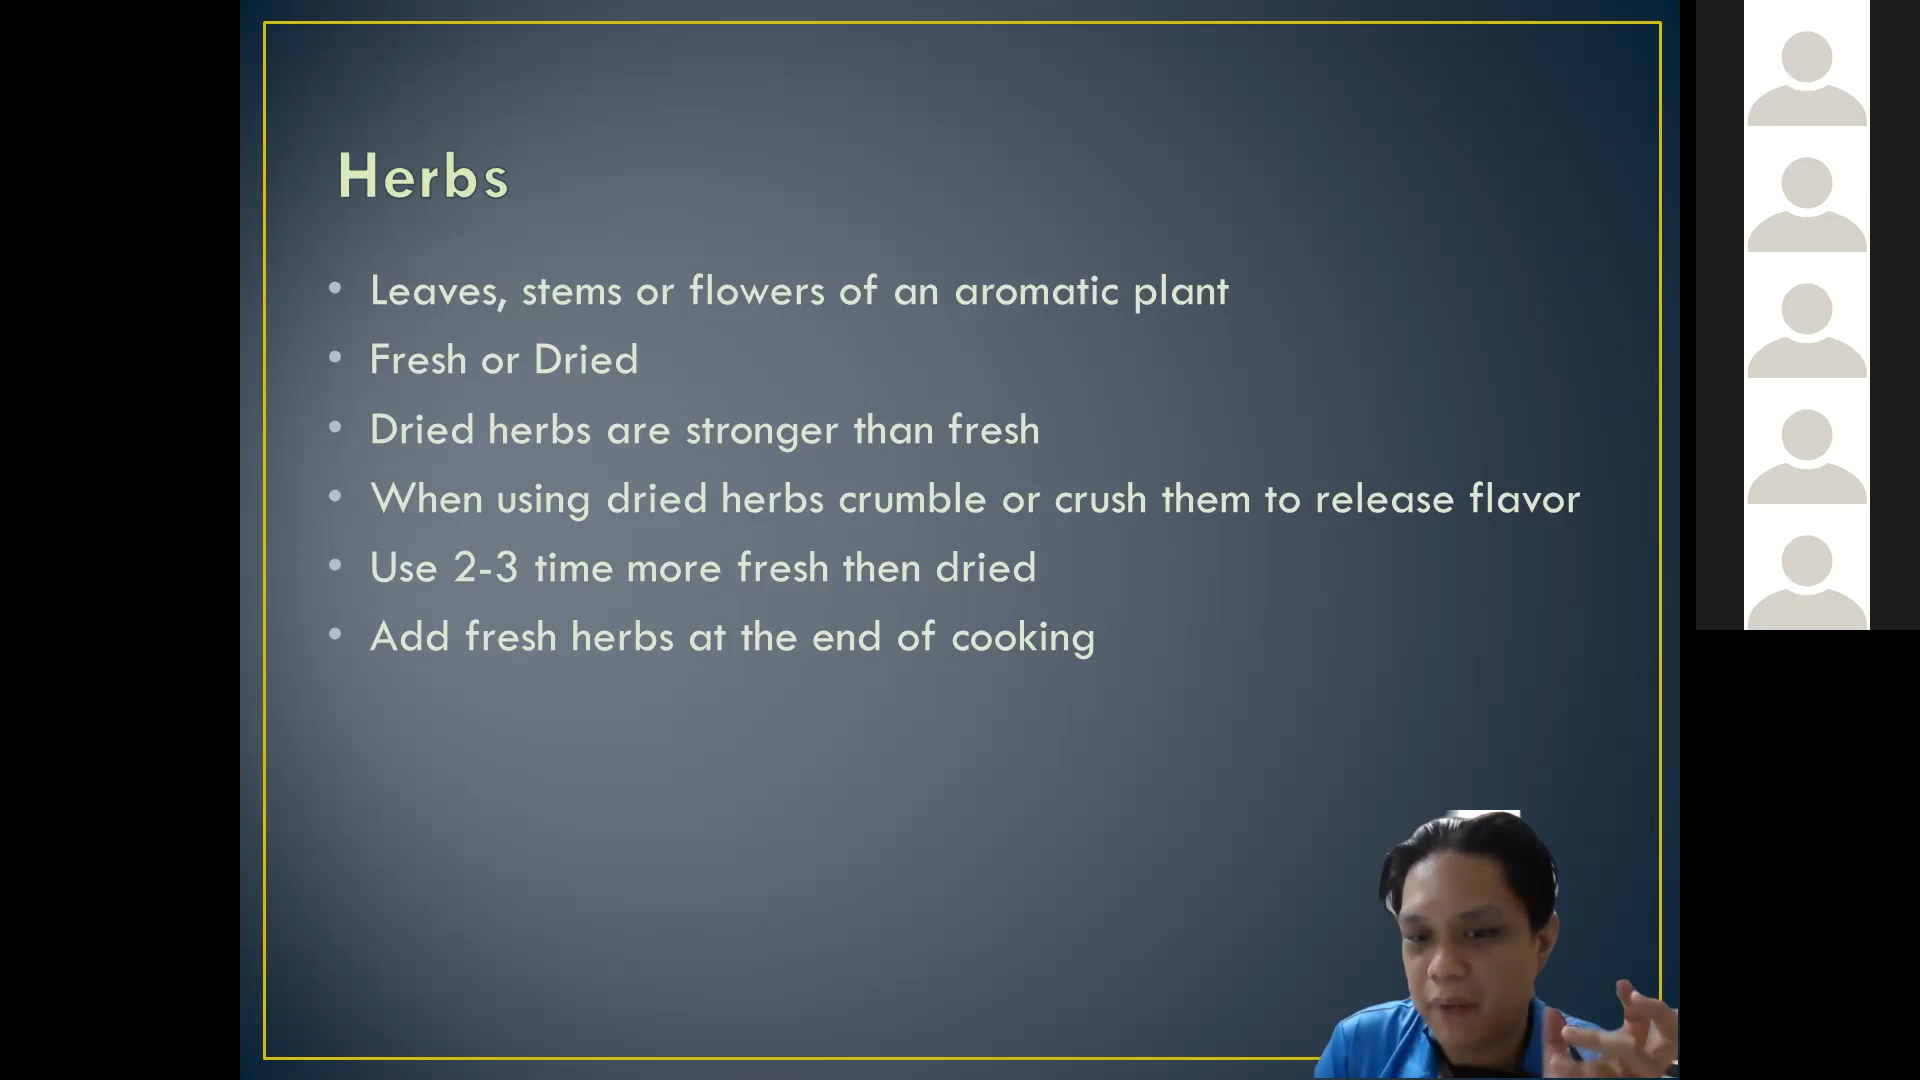 Herbs
• Leaves, stems or flowers of an aromatic plant
• Fresh or Dried
• Dried herbs are stronger than fresh
• When using dried herbs crumble or crush them to release flavor
• Use 2-3 time more fresh then dried
• Add fresh herbs at the end of cooking